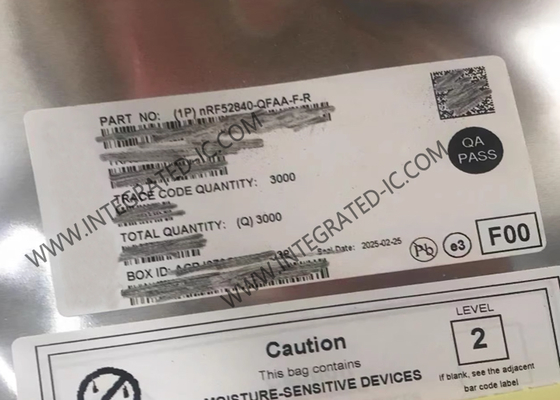 PART NO: (1P) nRF52840-QFAA-F-R
QA
PASS
TRACE CODE QUANTITY: 3000
TOTAL QUANTITY: (Q) 3000
Seal Date: 2025-02-25
Pb
e3
F00
BOX ID:
WWW.INTEGRATED-IC.COM
WWW.INTEGRATED-IC.COM
Caution
This bag contains
MOISTURE-SENSITIVE DEVICES
LEVEL
2
If blank, see the adjacent
bar code label